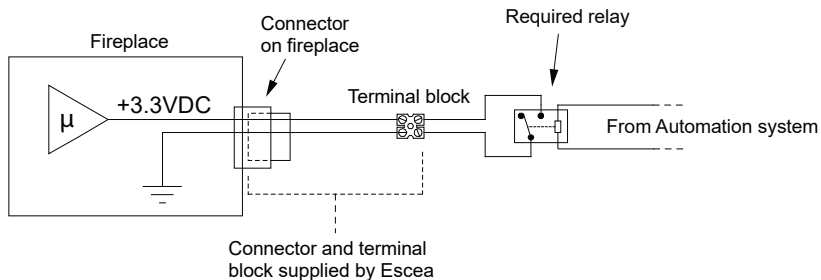 Fireplace
Connector
on fireplace
Required relay
+3.3VDC
Terminal block
μ
From Automation system
Connector and terminal
block supplied by Escea